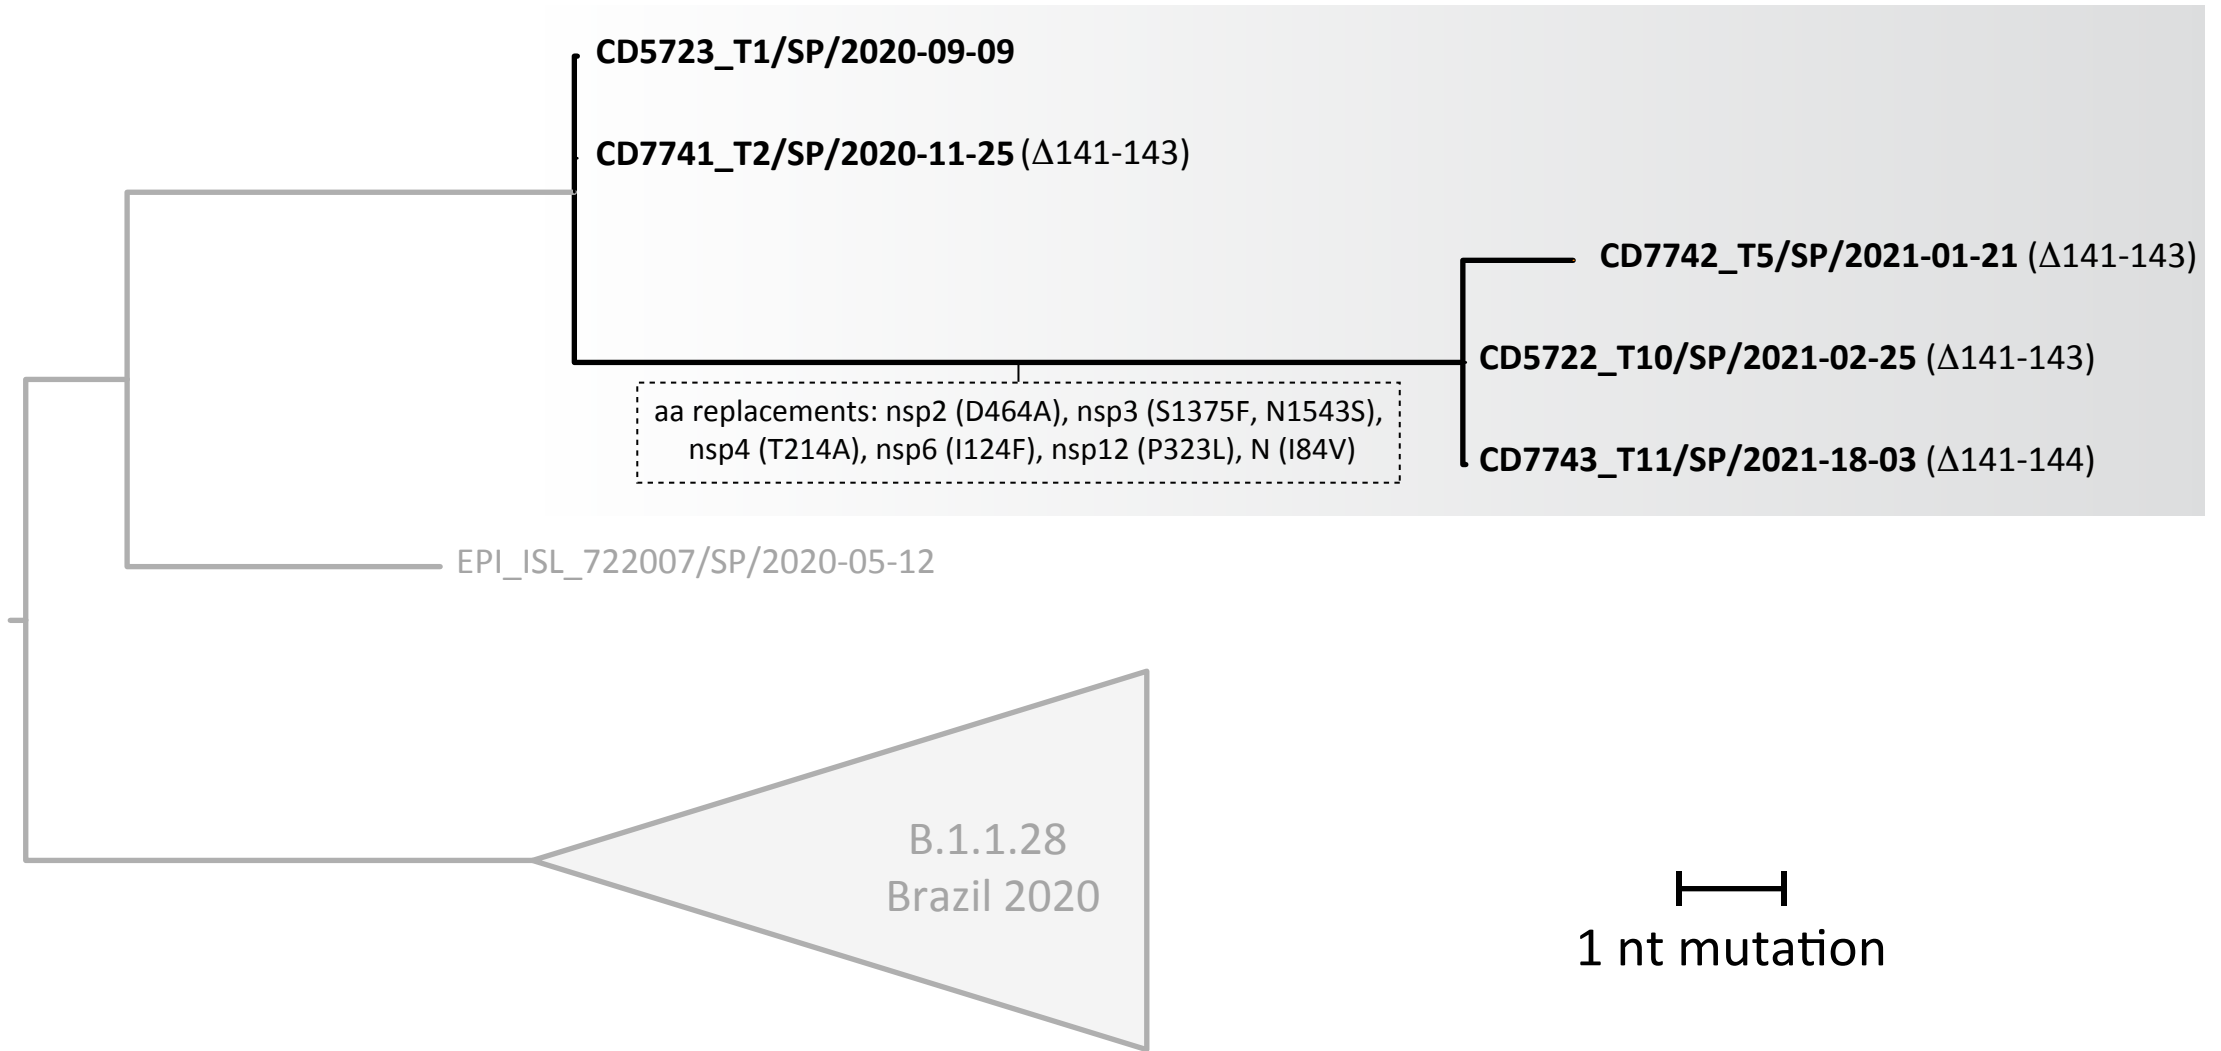 CD5723_T1/SP/2020-09-09
CD7741_T2/SP/2020-11-25 (Δ141-143)
CD7742_T5/SP/2021-01-21 (Δ141-143)
CD5722_T10/SP/2021-02-25 (Δ141-143)
aa replacements: nsp2 (D464A), nsp3 (S1375F, N1543S),
nsp4 (T214A), nsp6 (I124F), nsp12 (P323L), N (I84V)
CD7743_T11/SP/2021-18-03 (Δ141-144)
EPI_ISL_722007/SP/2020-05-12
B.1.1.28
Brazil 2020
1 nt mutation